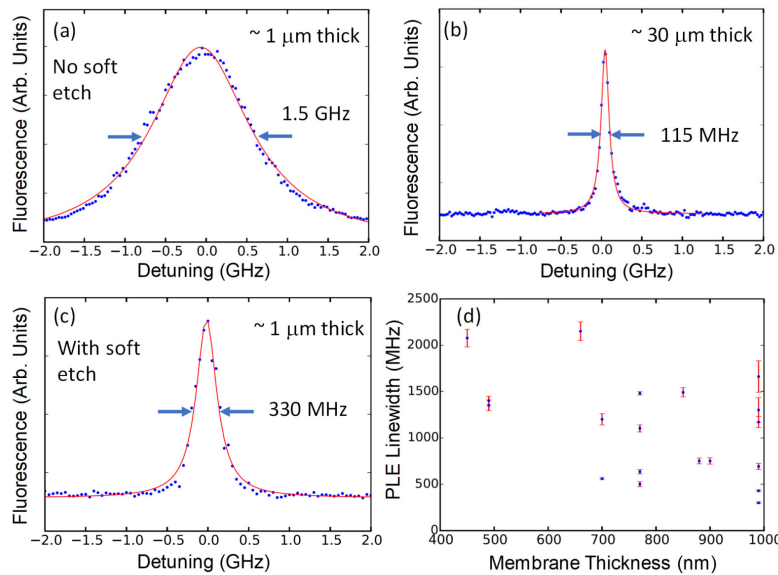 (a)
~ 1 μm thick
No soft
etch
1.5 GHz
Fluorescence (Arb. Units)
−2.0 −1.5 −1.0 −0.5 0.0 0.5 1.0 1.5 2.0
Detuning (GHz)
(b)
~ 30 μm thick
115 MHz
Fluorescence (Arb. Units)
−2.0 −1.5 −1.0 −0.5 0.0 0.5 1.0 1.5 2.0
Detuning (GHz)
(c)
~ 1 μm thick
With soft
etch
330 MHz
Fluorescence (Arb. Units)
−2.0 −1.5 −1.0 −0.5 0.0 0.5 1.0 1.5 2.0
Detuning (GHz)
(d)
PLE Linewidth (MHz)
2500
2000
1500
1000
500
0
400 500 600 700 800 900 1000
Membrane Thickness (nm)